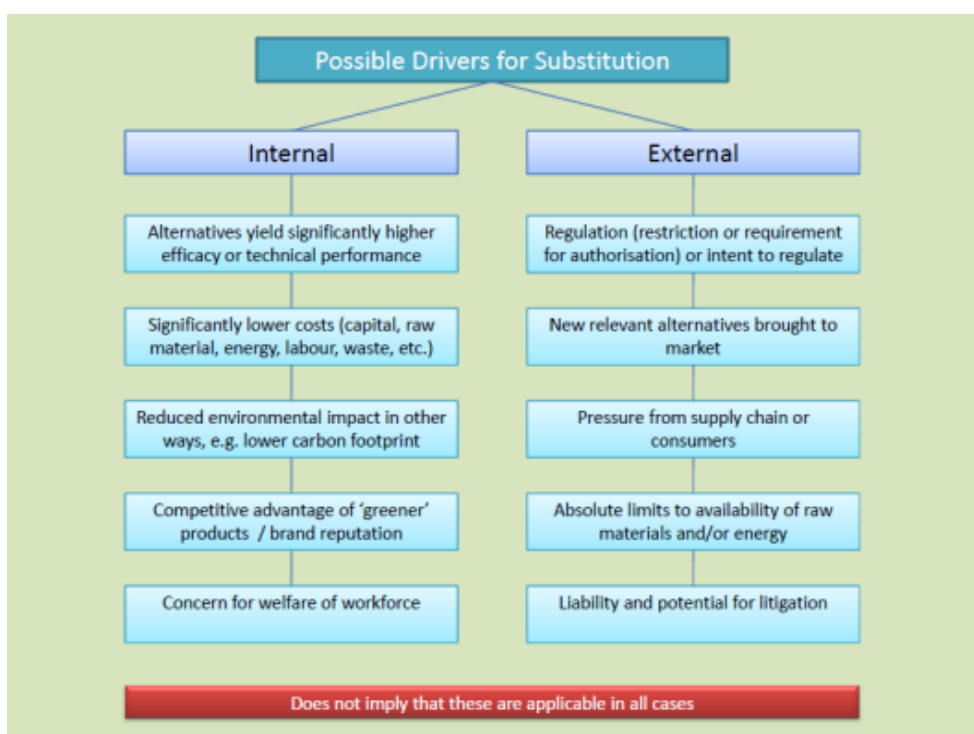 Possible Drivers for Substitution
Internal
Alternatives yield significantly higher
efficacy or technical performance
Significantly lower costs (capital, raw
material, energy, labour, waste, etc.)
Reduced environmental impact in other
ways, e.g. lower carbon footprint
Competitive advantage of ‘greener’
products / brand reputation
Concern for welfare of workforce
External
Regulation (restriction or requirement
for authorisation) or intent to regulate
New relevant alternatives brought to
market
Pressure from supply chain or
consumers
Absolute limits to availability of raw
materials and/or energy
Liability and potential for litigation
Does not imply that these are applicable in all cases